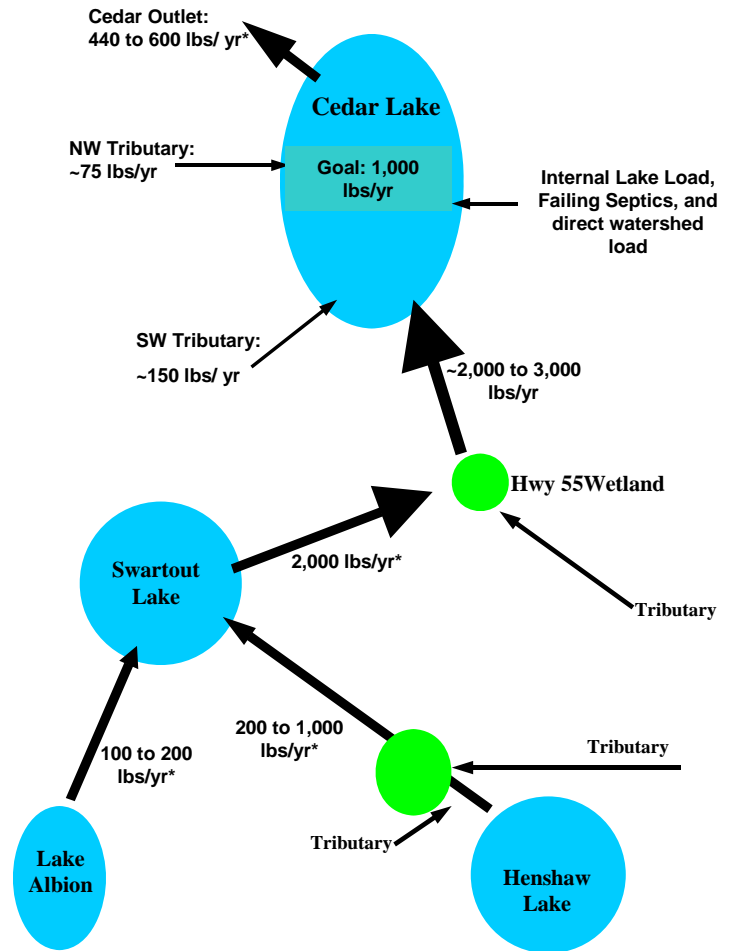 Cedar Outlet:
440 to 600 lbs/ yr*
Cedar Lake
NW Tributary:
~75 lbs/yr
Goal: 1,000
lbs/yr
Internal Lake Load,
Failing Septics, and
direct watershed
load
SW Tributary:
~150 lbs/ yr
~2,000 to 3,000
lbs/yr
Hwy 55Wetland
Swartout
Lake
2,000 lbs/yr*
Tributary
200 to 1,000
lbs/yr*
100 to 200
lbs/yr*
Tributary
Tributary
Lake
Albion
Henshaw
Lake